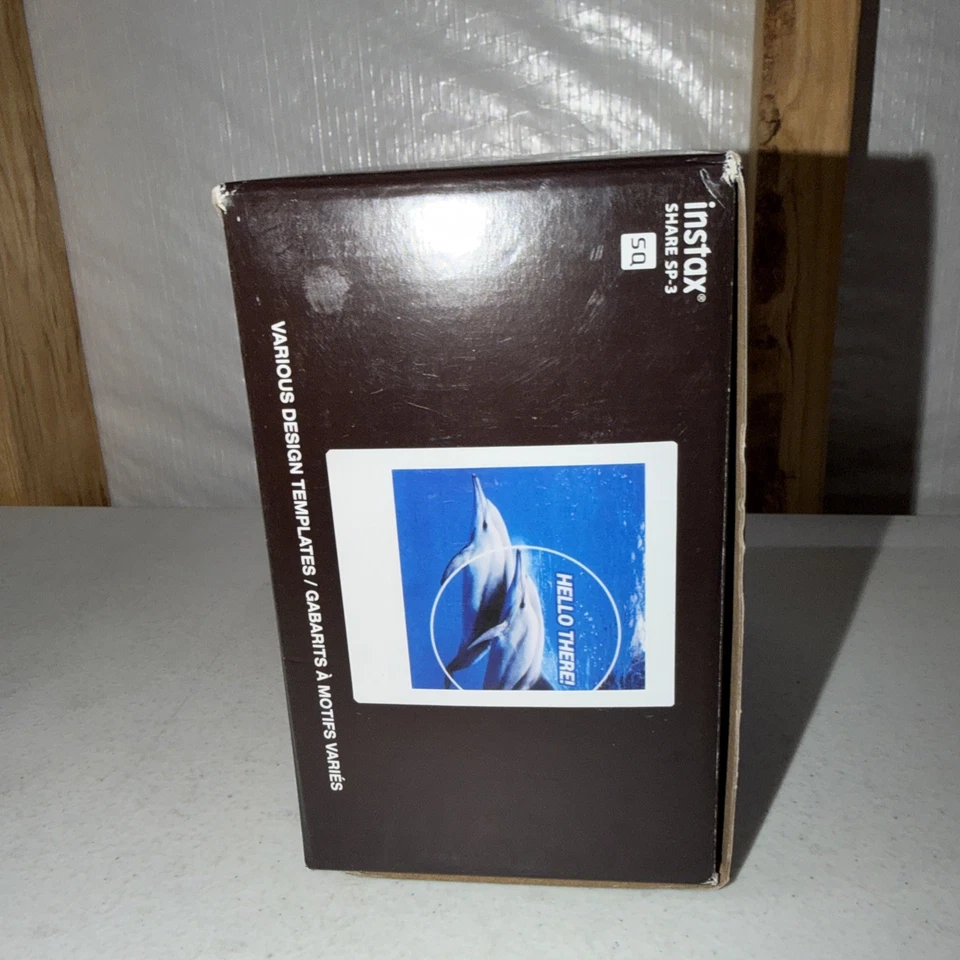 instax®
SHARE SP-3
SQ
HELLO THERE!
VARIOUS DESIGN TEMPLATES / GABARITS À MOTIFS VARIÉS